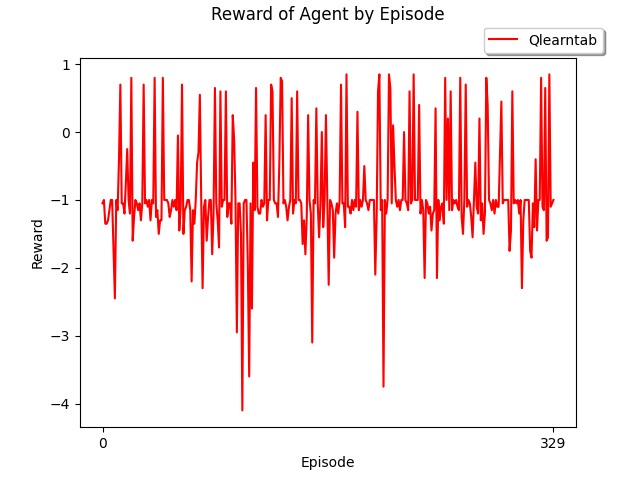 Reward of Agent by Episode
Qlearntab
1
0
−1
−2
−3
−4
Reward
0
329
Episode